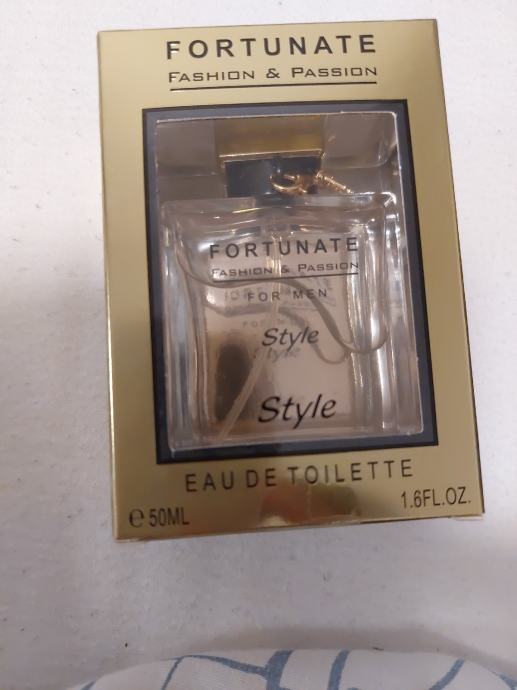 FORTUNATE
FASHION & PASSION
FORTUNATE
FASHION & PASSION
FOR MEN
Style
Style
EAU DE TOILETTE
e 50ML
1.6FL.OZ.